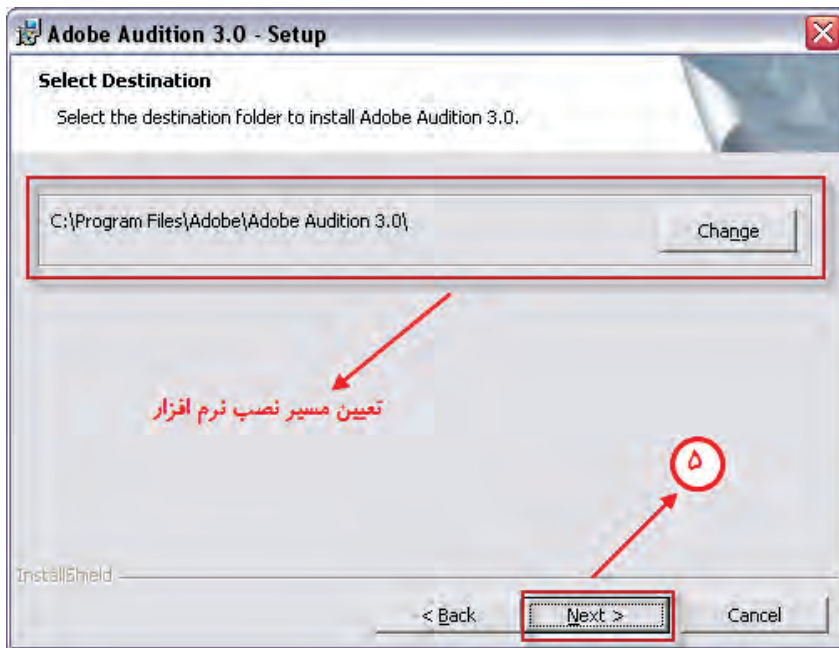 Adobe Audition 3.0 - Setup
Select Destination
Select the destination folder to install Adobe Audition 3.0.
C:\Program Files\Adobe\Adobe Audition 3.0\
Change
تعیین مسیر نصب نرم افزار
۵
InstallShield
< Back
Next >
Cancel